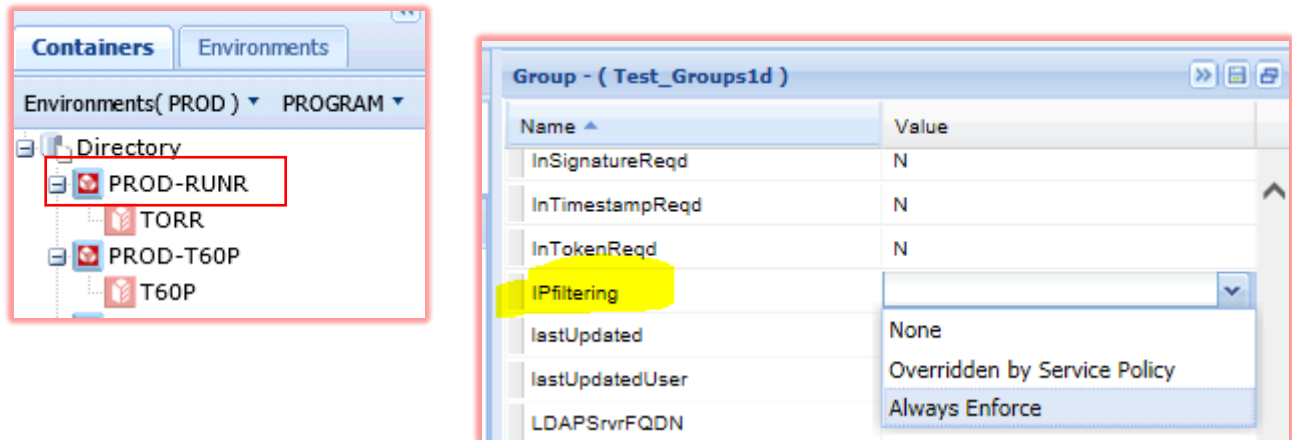 Containers Environments
Environments( PROD ) PROGRAM
Directory
PROD-RUNR
TORR
PROD-T60P
T60P
Group - ( Test_Groups1d )
Name Value
InSignatureReqd N
InTimestampReqd N
InTokenReqd N
IPfiltering
None
lastUpdated
Overridden by Service Policy
lastUpdatedUser
Always Enforce
LDAPSrvrFQDN